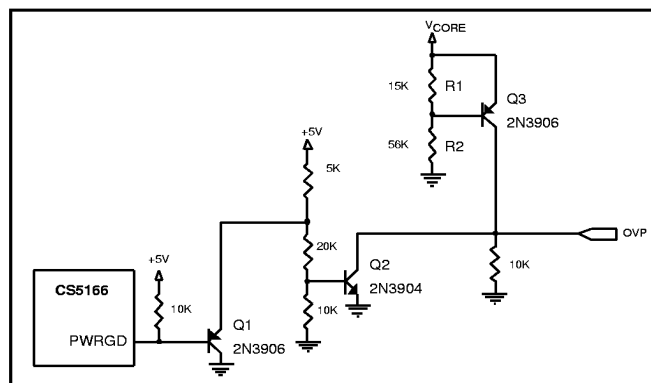 VCORE
15K
R1
Q3
2N3906
56K
R2
+5V
5K
20K
OVP
Q2
2N3904
10K
10K
+5V
CS5166
10K
PWRGD
Q1
2N3906